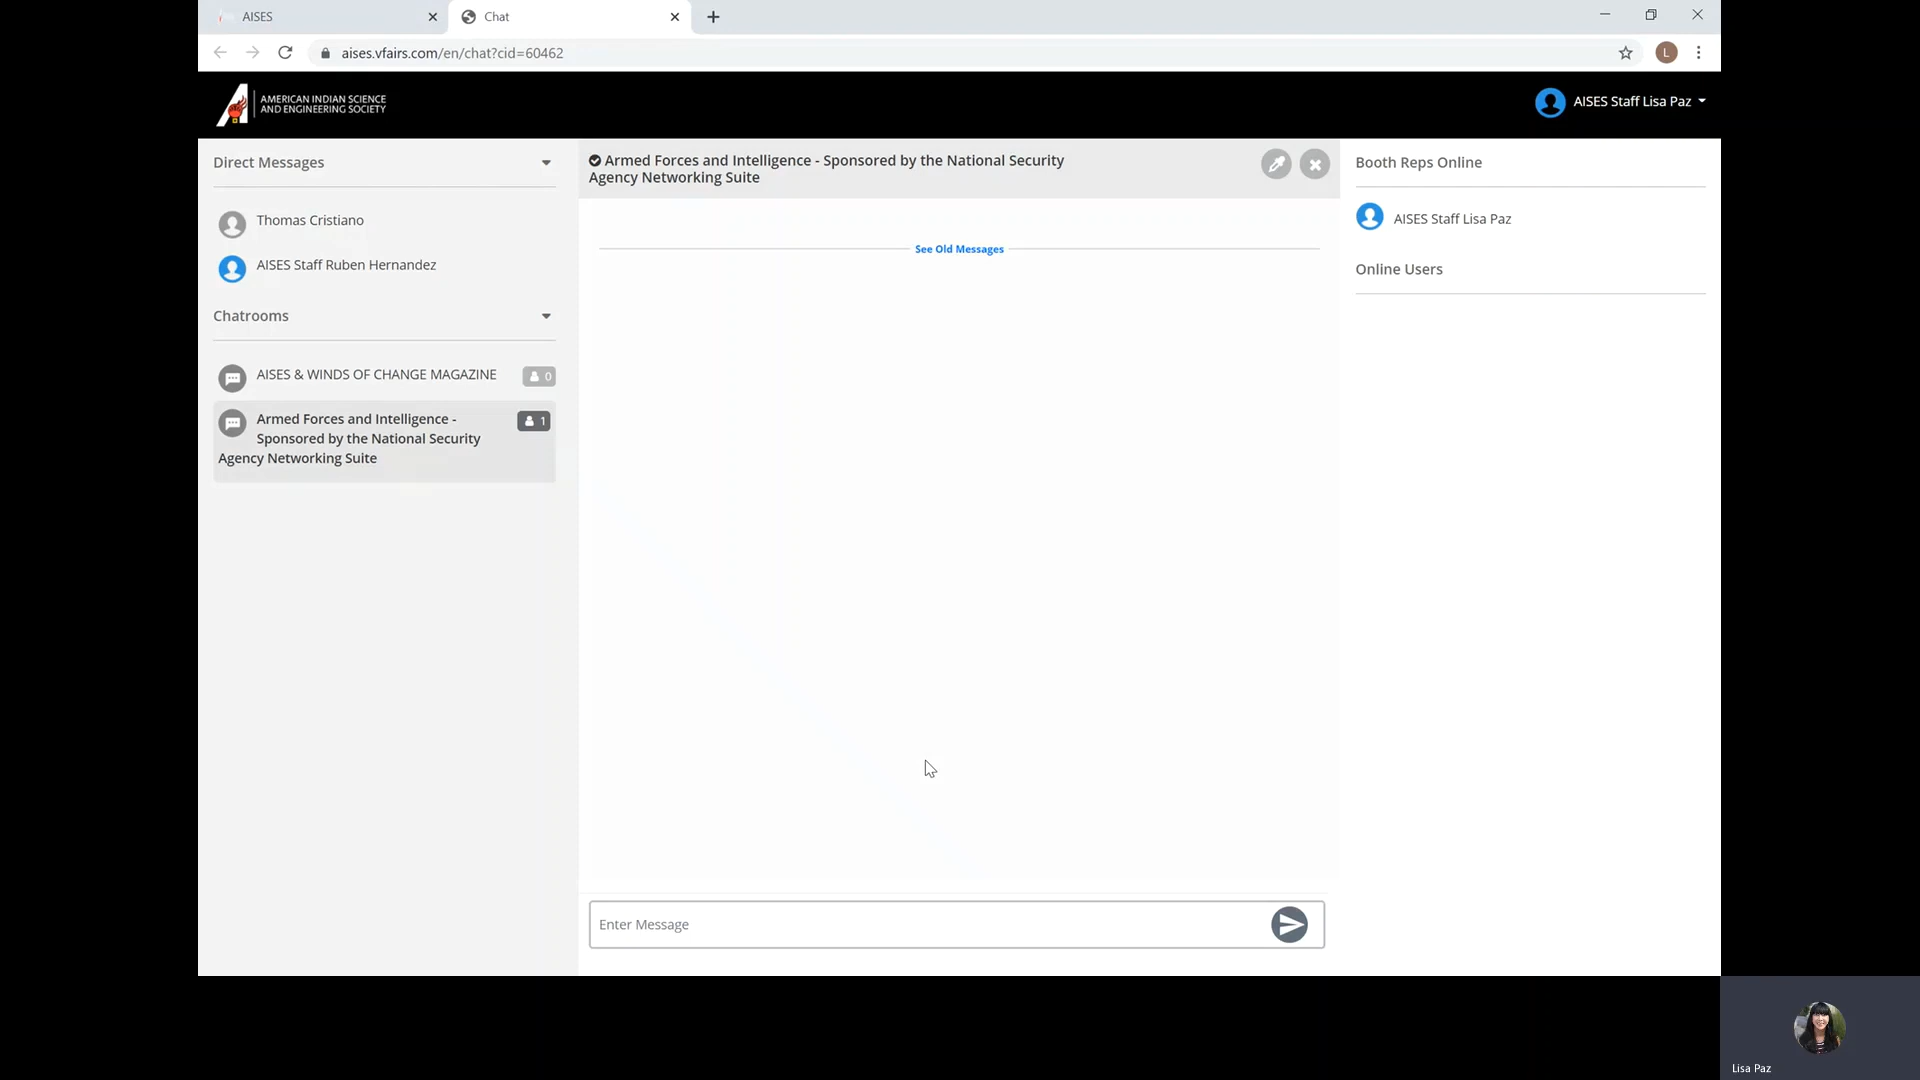 AISES
Chat
aises.vfairs.com/en/chat?cid=60462
L
AMERICAN INDIAN SCIENCE
AND ENGINEERING SOCIETY
AISES Staff Lisa Paz
Direct Messages
Thomas Cristiano
AISES Staff Ruben Hernandez
Chatrooms
AISES & WINDS OF CHANGE MAGAZINE
0
Armed Forces and Intelligence -
1
Sponsored by the National Security
Agency Networking Suite
Armed Forces and Intelligence - Sponsored by the National Security
Agency Networking Suite
See Old Messages
Enter Message
Booth Reps Online
AISES Staff Lisa Paz
Online Users
Lisa Paz